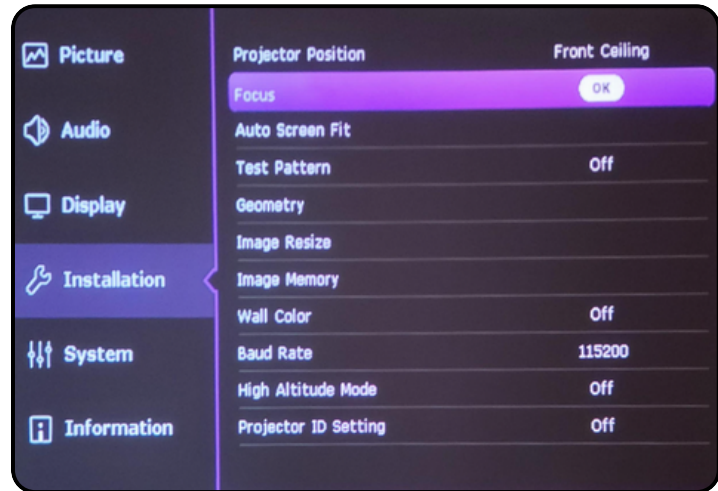 Picture
Audio
Display
Installation
System
Information
Projector Position Front Ceiling
Focus OK
Auto Screen Fit
Test Pattern Off
Geometry
Image Resize
Image Memory
Wall Color Off
Baud Rate 115200
High Altitude Mode Off
Projector ID Setting Off